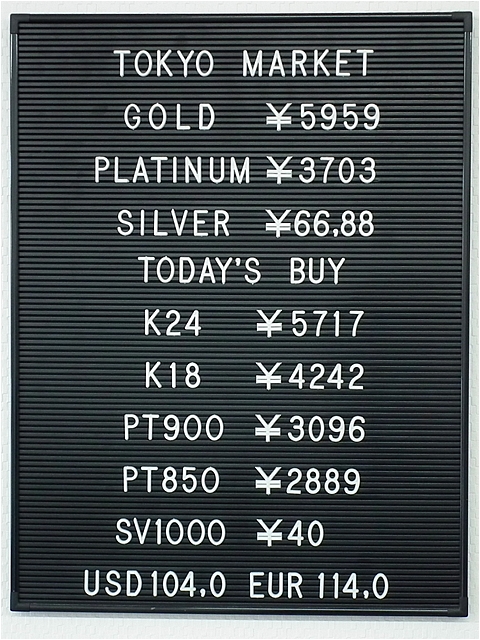 TOKYO MARKET
GOLD ¥5959
PLATINUM ¥3703
SILVER ¥66,88
TODAY'S BUY
K24 ¥5717
K18 ¥4242
PT900 ¥3096
PT850 ¥2889
SV1000 ¥40
USD104,0 EUR 114,0